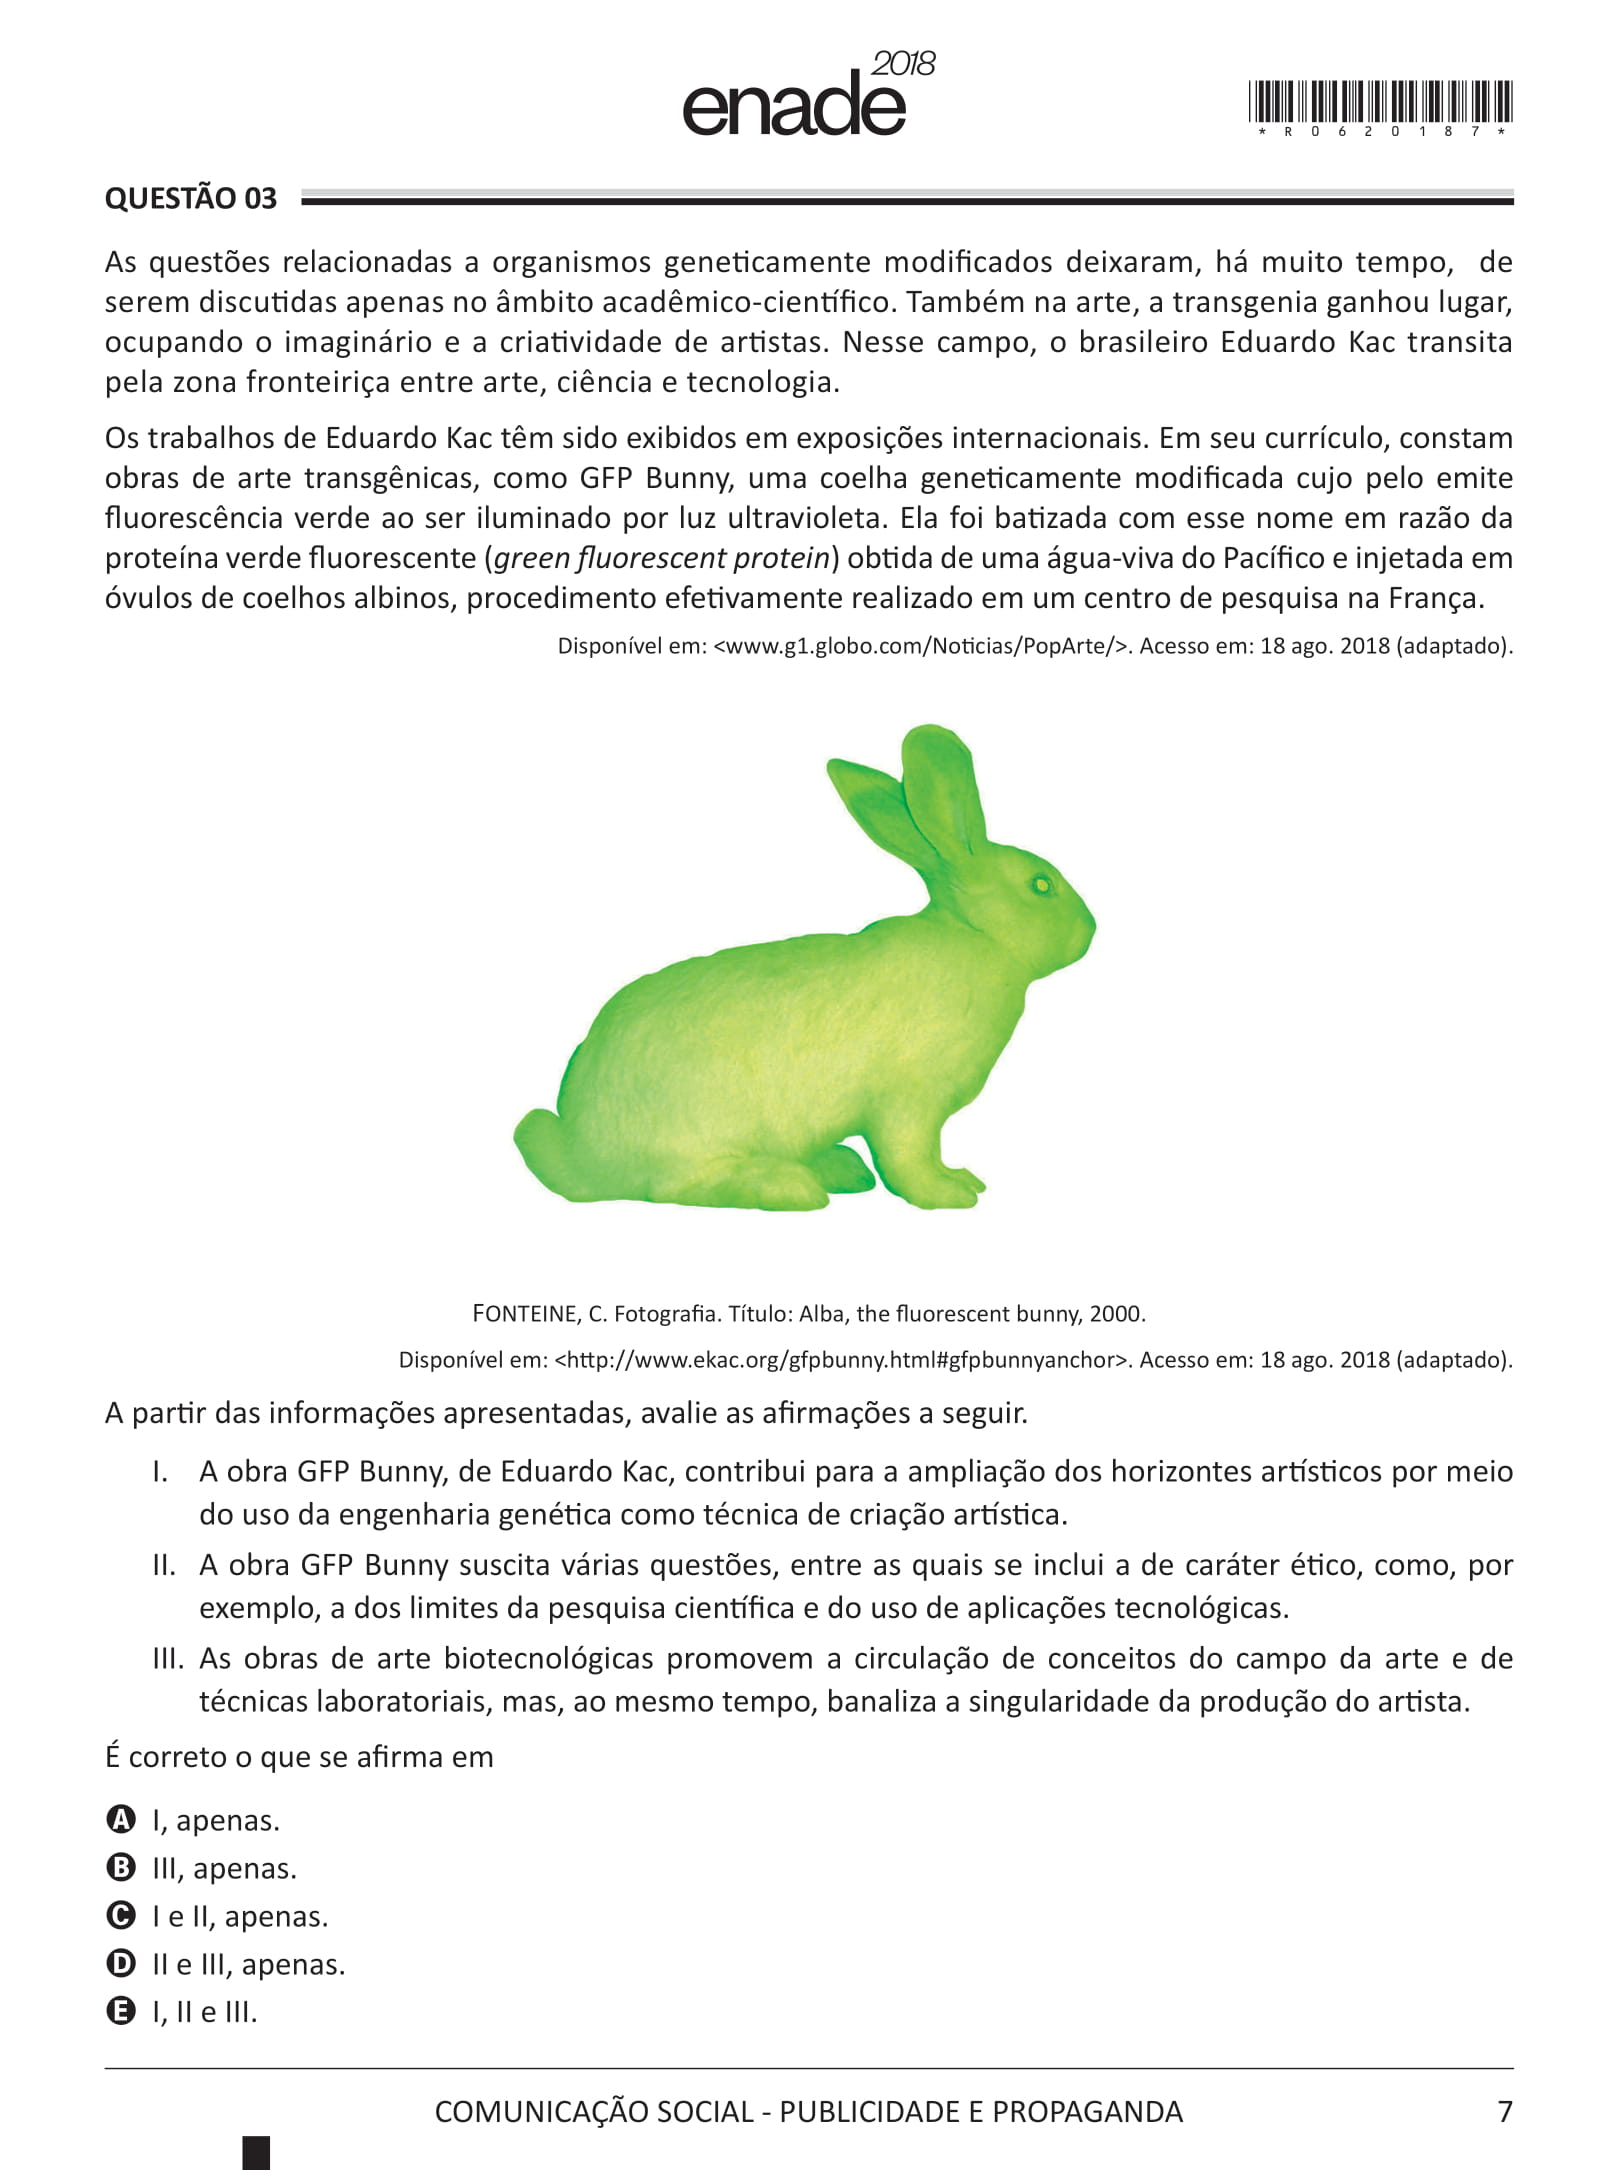 enade 2018
*R0620187*
QUESTÃO 03
As questões relacionadas a organismos geneticamente modificados deixaram, há muito tempo, de
serem discutidas apenas no âmbito acadêmico-científico. Também na arte, a transgenia ganhou lugar,
ocupando o imaginário e a criatividade de artistas. Nesse campo, o brasileiro Eduardo Kac transita
pela zona fronteiriça entre arte, ciência e tecnologia.
Os trabalhos de Eduardo Kac têm sido exibidos em exposições internacionais. Em seu currículo, constam
obras de arte transgênicas, como GFP Bunny, uma coelha geneticamente modificada cujo pelo emite
fluorescência verde ao ser iluminado por luz ultravioleta. Ela foi batizada com esse nome em razão da
proteína verde fluorescente (green fluorescent protein) obtida de uma água-viva do Pacífico e injetada em
óvulos de coelhos albinos, procedimento efetivamente realizado em um centro de pesquisa na França.
Disponível em: <www.g1.globo.com/Noticias/PopArte/>. Acesso em: 18 ago. 2018 (adaptado).
FONTEINE, C. Fotografia. Título: Alba, the fluorescent bunny, 2000.
Disponível em: <http://www.ekac.org/gfpbunny.html#gfpbunnyanchor>. Acesso em: 18 ago. 2018 (adaptado).
A partir das informações apresentadas, avalie as afirmações a seguir.
I. A obra GFP Bunny, de Eduardo Kac, contribui para a ampliação dos horizontes artísticos por meio
do uso da engenharia genética como técnica de criação artística.
II. A obra GFP Bunny suscita várias questões, entre as quais se inclui a de caráter ético, como, por
exemplo, a dos limites da pesquisa científica e do uso de aplicações tecnológicas.
III. As obras de arte biotecnológicas promovem a circulação de conceitos do campo da arte e de
técnicas laboratoriais, mas, ao mesmo tempo, banaliza a singularidade da produção do artista.
É correto o que se afirma em
A I, apenas.
B III, apenas.
C I e II, apenas.
D II e III, apenas.
E I, II e III.
COMUNICAÇÃO SOCIAL - PUBLICIDADE E PROPAGANDA 7